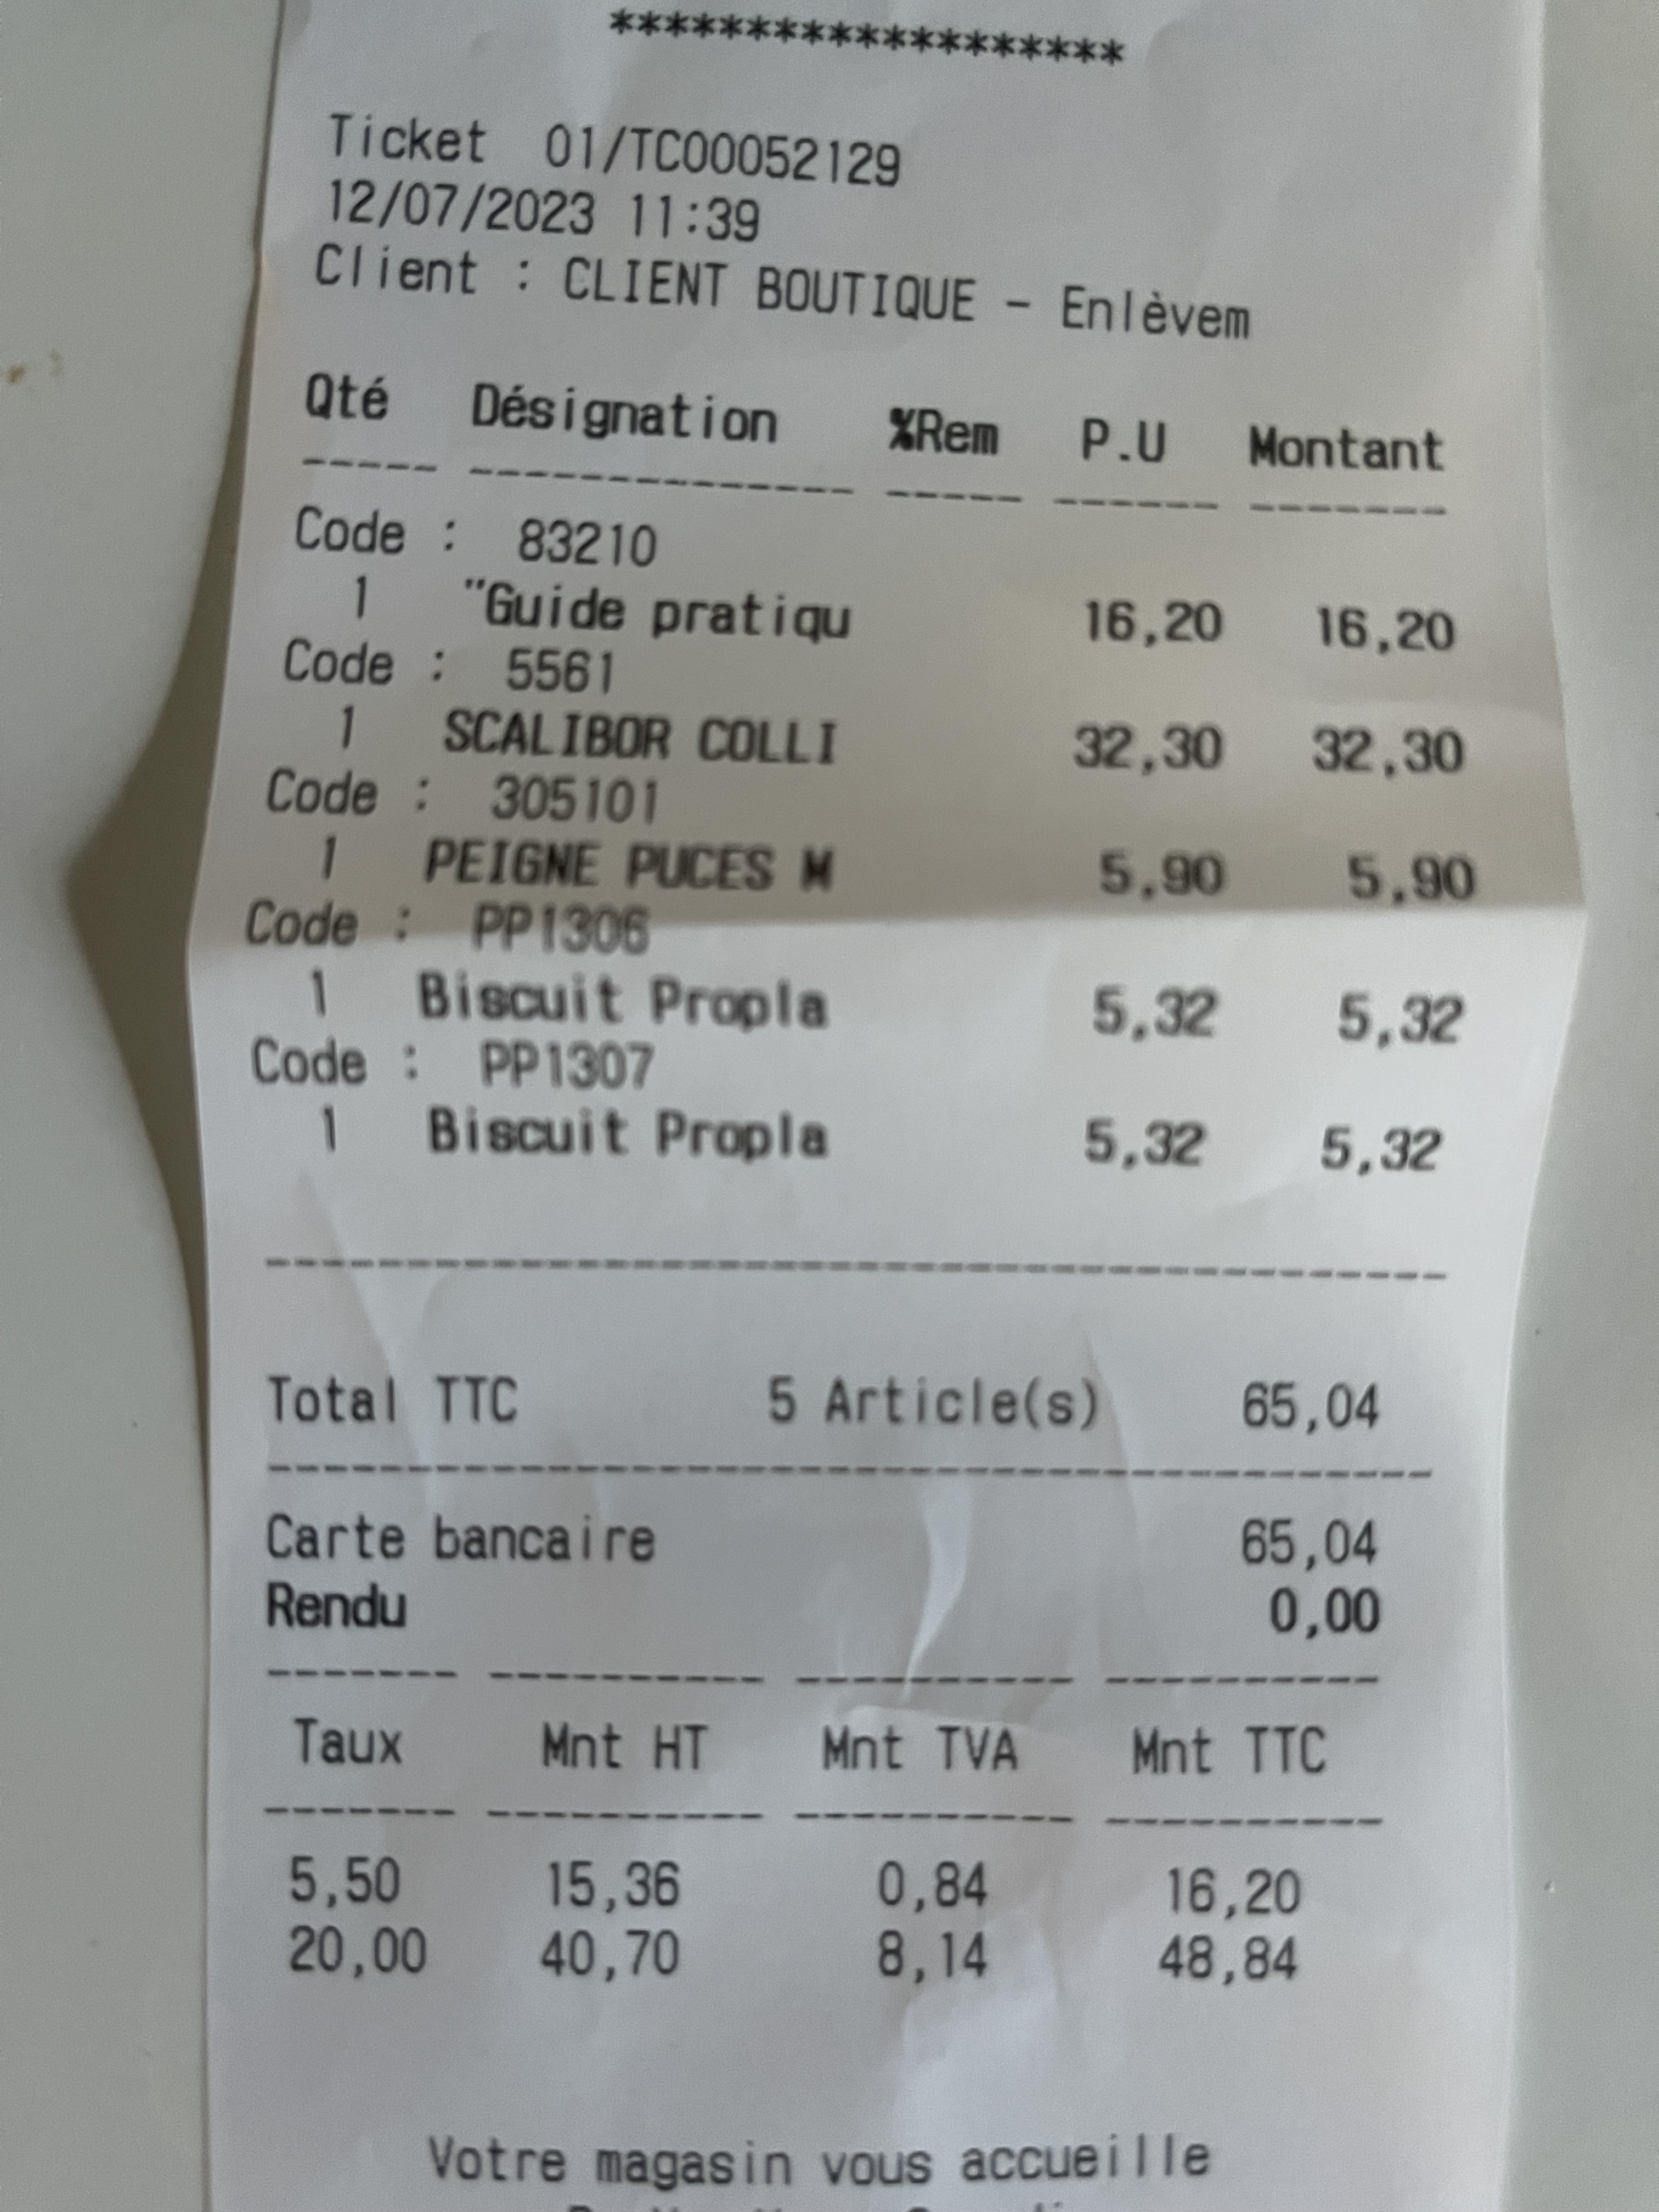 *******************
Ticket 01/TC00052129
12/07/2023 11:39
Client : CLIENT BOUTIQUE - Enlèvem
Qté Désignation %Rem P.U Montant
----- -------------- ----- ------ -------
Code : 83210
1 "Guide pratiqu 16,20 16,20
Code : 5561
1 SCALIBOR COLLI 32,30 32,30
Code : 305101
1 PEIGNE PUCES M 5,90 5,90
Code : PP1306
1 Biscuit Propla 5,32 5,32
Code : PP1307
1 Biscuit Propla 5,32 5,32
------------------------------------------
Total TTC 5 Article(s) 65,04
------------------------------------------
Carte bancaire 65,04
Rendu 0,00
------- ---------- ---------- ----------
Taux Mnt HT Mnt TVA Mnt TTC
------- ---------- ---------- ----------
5,50 15,36 0,84 16,20
20,00 40,70 8,14 48,84
Votre magasin vous accueille